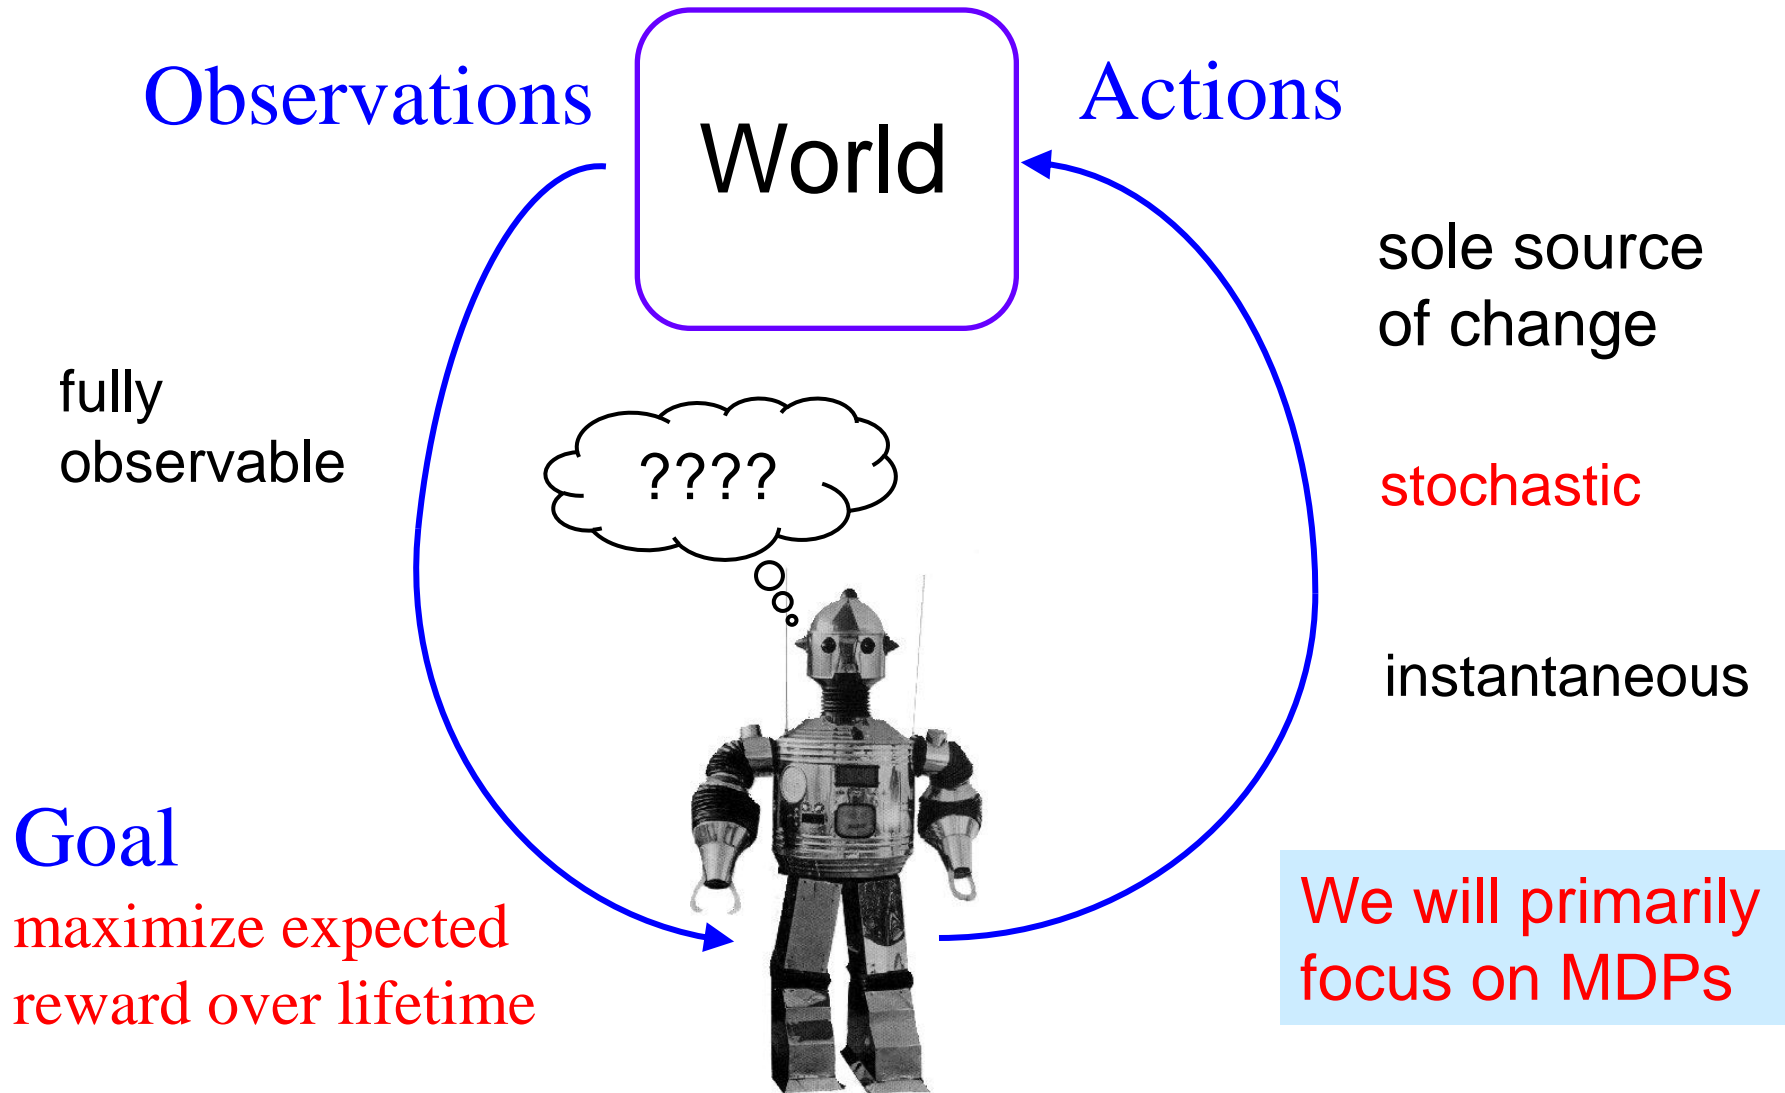 Observations
World
Actions
sole source
of change
fully
observable
????
stochastic
instantaneous
Goal
maximize expected
reward over lifetime
We will primarily
focus on MDPs